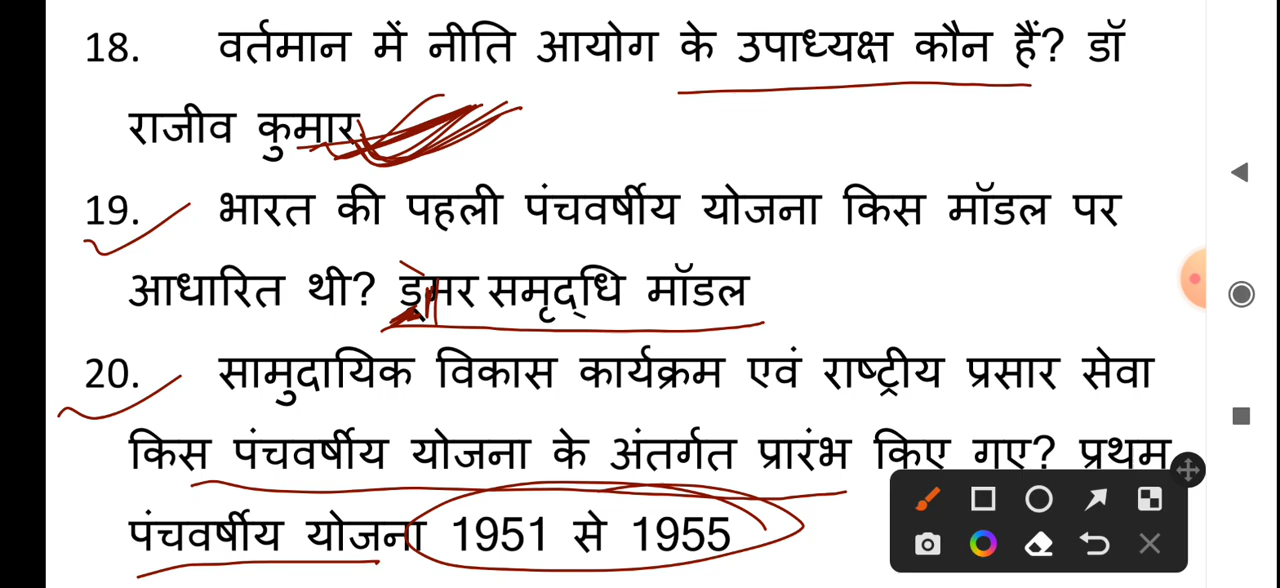 18. वर्तमान में नीति आयोग के उपाध्यक्ष कौन हैं? डॉ
राजीव कुमार
19. भारत की पहली पंचवर्षीय योजना किस मॉडल पर
आधारित थी? समृद्धि मॉडल
20. सामुदायिक विकास कार्यक्रम एवं राष्ट्रीय प्रसार सेवा
किस पंचवर्षीय योजना के अंतर्गत प्रारंभ किए गए? प्रथम
पंचवर्षीय योजना 1951 से 1955